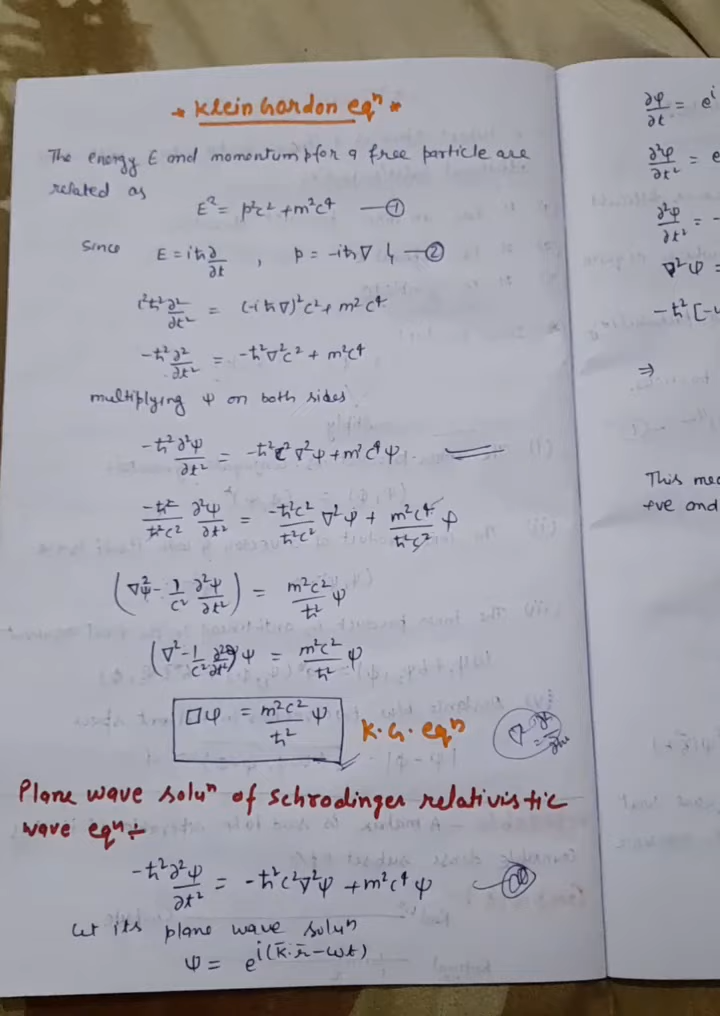 * Klein Gordon eqⁿ *
The energy E and momentum p for a free particle are
related as
E² = p²c² + m²c⁴ —①
since E = iℏ∂/∂t , p = -iℏ∇ } —②
i²ℏ²∂²/∂t² = (-iℏ∇)²c² + m²c⁴
-ℏ²∂²/∂t² = -ℏ²∇²c² + m²c⁴
multiplying ψ on both sides
-ℏ²∂²ψ/∂t² = -ℏ²c²∇²ψ + m²c⁴ψ
-ℏ²/ℏ²c² ∂²ψ/∂t² = -ℏ²c²/ℏ²c² ∇²ψ + m²c⁴/ℏ²c² ψ
(∇²ψ - 1/c² ∂²ψ/∂t²) = m²c²/ℏ² ψ
(∇² - 1/c² ∂²/∂t²)ψ = m²c²/ℏ² ψ
□ψ = m²c²/ℏ² ψ K.G. eqⁿ
Plane wave soluⁿ of Schrodinger relativistic
wave eqⁿ ÷
-ℏ²∂²ψ/∂t² = -ℏ²c²∇²ψ + m²c⁴ψ
Let its plane wave soluⁿ
ψ = e^i(k̄·r̄-ωt)
∂ψ/∂t = e^i
∂²ψ/∂t² = e
∂²ψ/∂t² = -
∇²ψ =
-ℏ²[-
⇒
This mea
+ve and